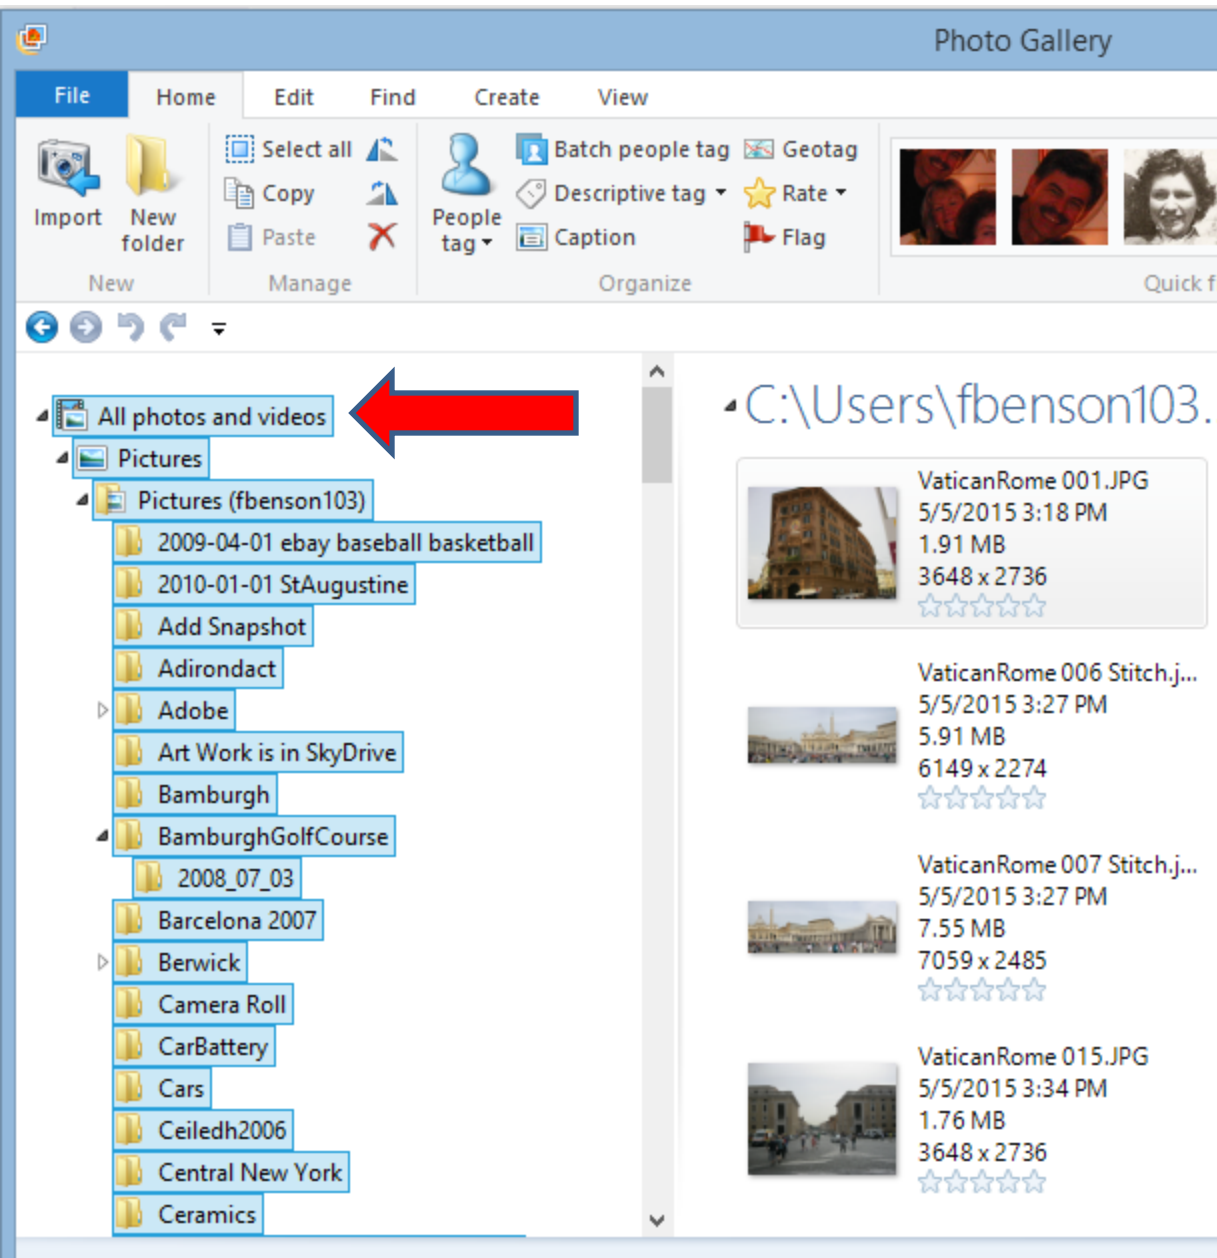 Photo Gallery
File Home Edit Find Create View
Import
New folder
New
Select all
Copy
Paste
Manage
People tag
Batch people tag
Descriptive tag
Caption
Geotag
Rate
Flag
Organize
Quick f
All photos and videos
Pictures
Pictures (fbenson103)
2009-04-01 ebay baseball basketball
2010-01-01 StAugustine
Add Snapshot
Adirondact
Adobe
Art Work is in SkyDrive
Bamburgh
BamburghGolfCourse
2008_07_03
Barcelona 2007
Berwick
Camera Roll
CarBattery
Cars
Ceiledh2006
Central New York
Ceramics
C:\Users\fbenson103.
VaticanRome 001.JPG
5/5/2015 3:18 PM
1.91 MB
3648 x 2736
VaticanRome 006 Stitch.j...
5/5/2015 3:27 PM
5.91 MB
6149 x 2274
VaticanRome 007 Stitch.j...
5/5/2015 3:27 PM
7.55 MB
7059 x 2485
VaticanRome 015.JPG
5/5/2015 3:34 PM
1.76 MB
3648 x 2736